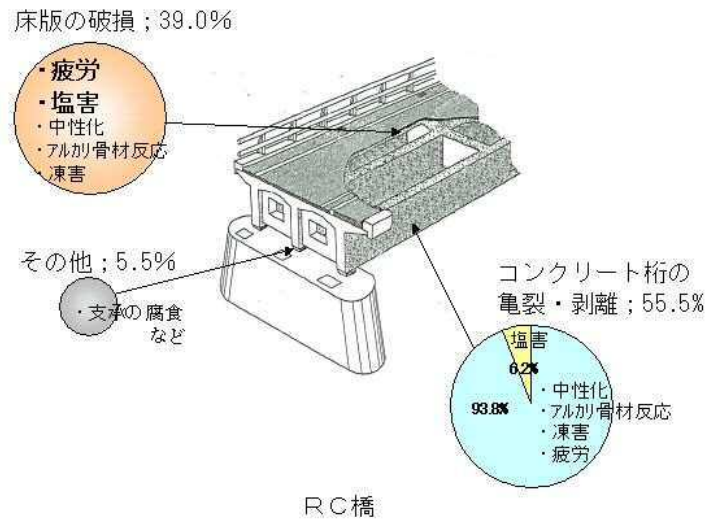 床版の破損；39.0%
・疲労
・塩害
・中性化
・アルカリ骨材反応
・凍害
その他；5.5%
・支承の腐食
など
コンクリート桁の
亀裂・剥離；55.5%
塩害
6.2%
93.8%
・中性化
・アルカリ骨材反応
・凍害
・疲労
ＲＣ橋